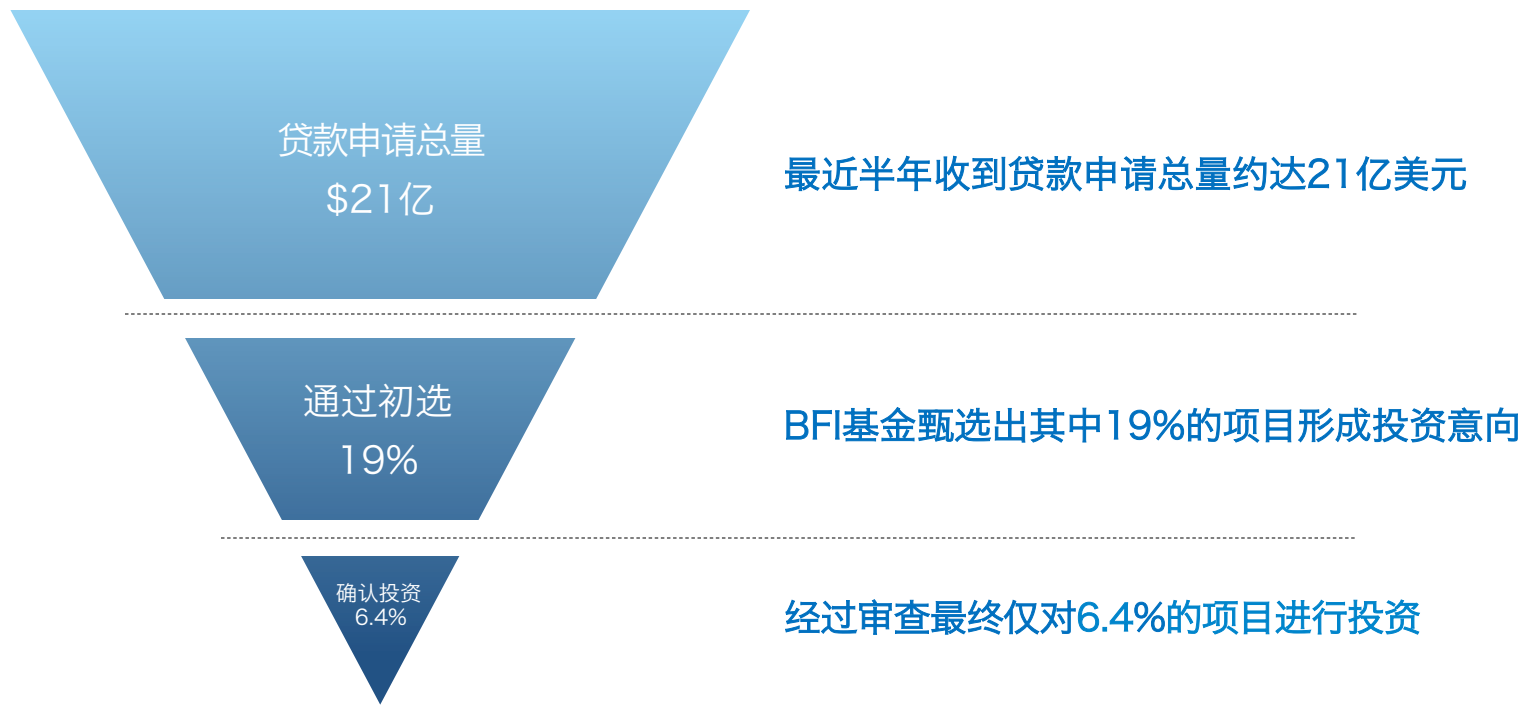 贷款申请总量
$21亿
最近半年收到贷款申请总量约达21亿美元
通过初选
19%
BFI基金甄选出其中19%的项目形成投资意向
确认投资
6.4%
经过审查最终仅对6.4%的项目进行投资